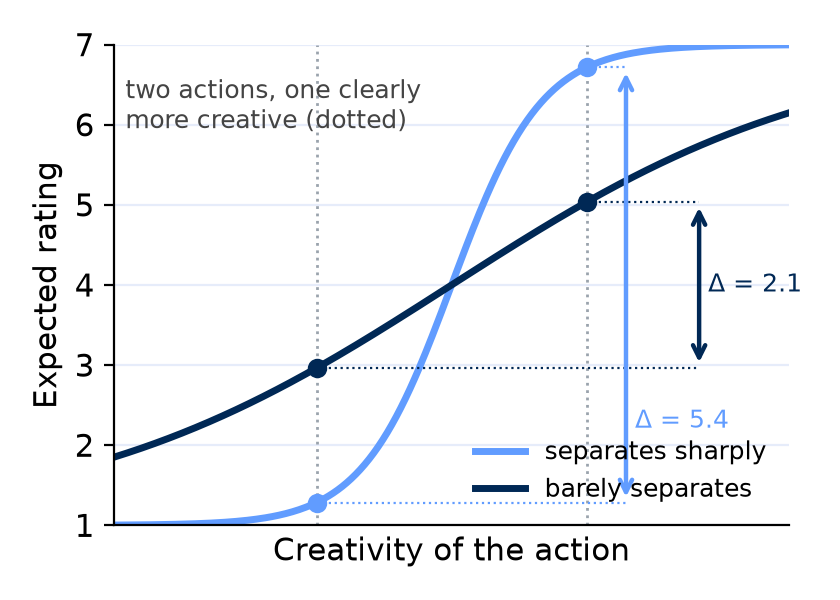 7
two actions, one clearly
more creative (dotted)
6
5
4
3
2
1
Expected rating
Δ = 2.1
Δ = 5.4
separates sharply
barely separates
Creativity of the action